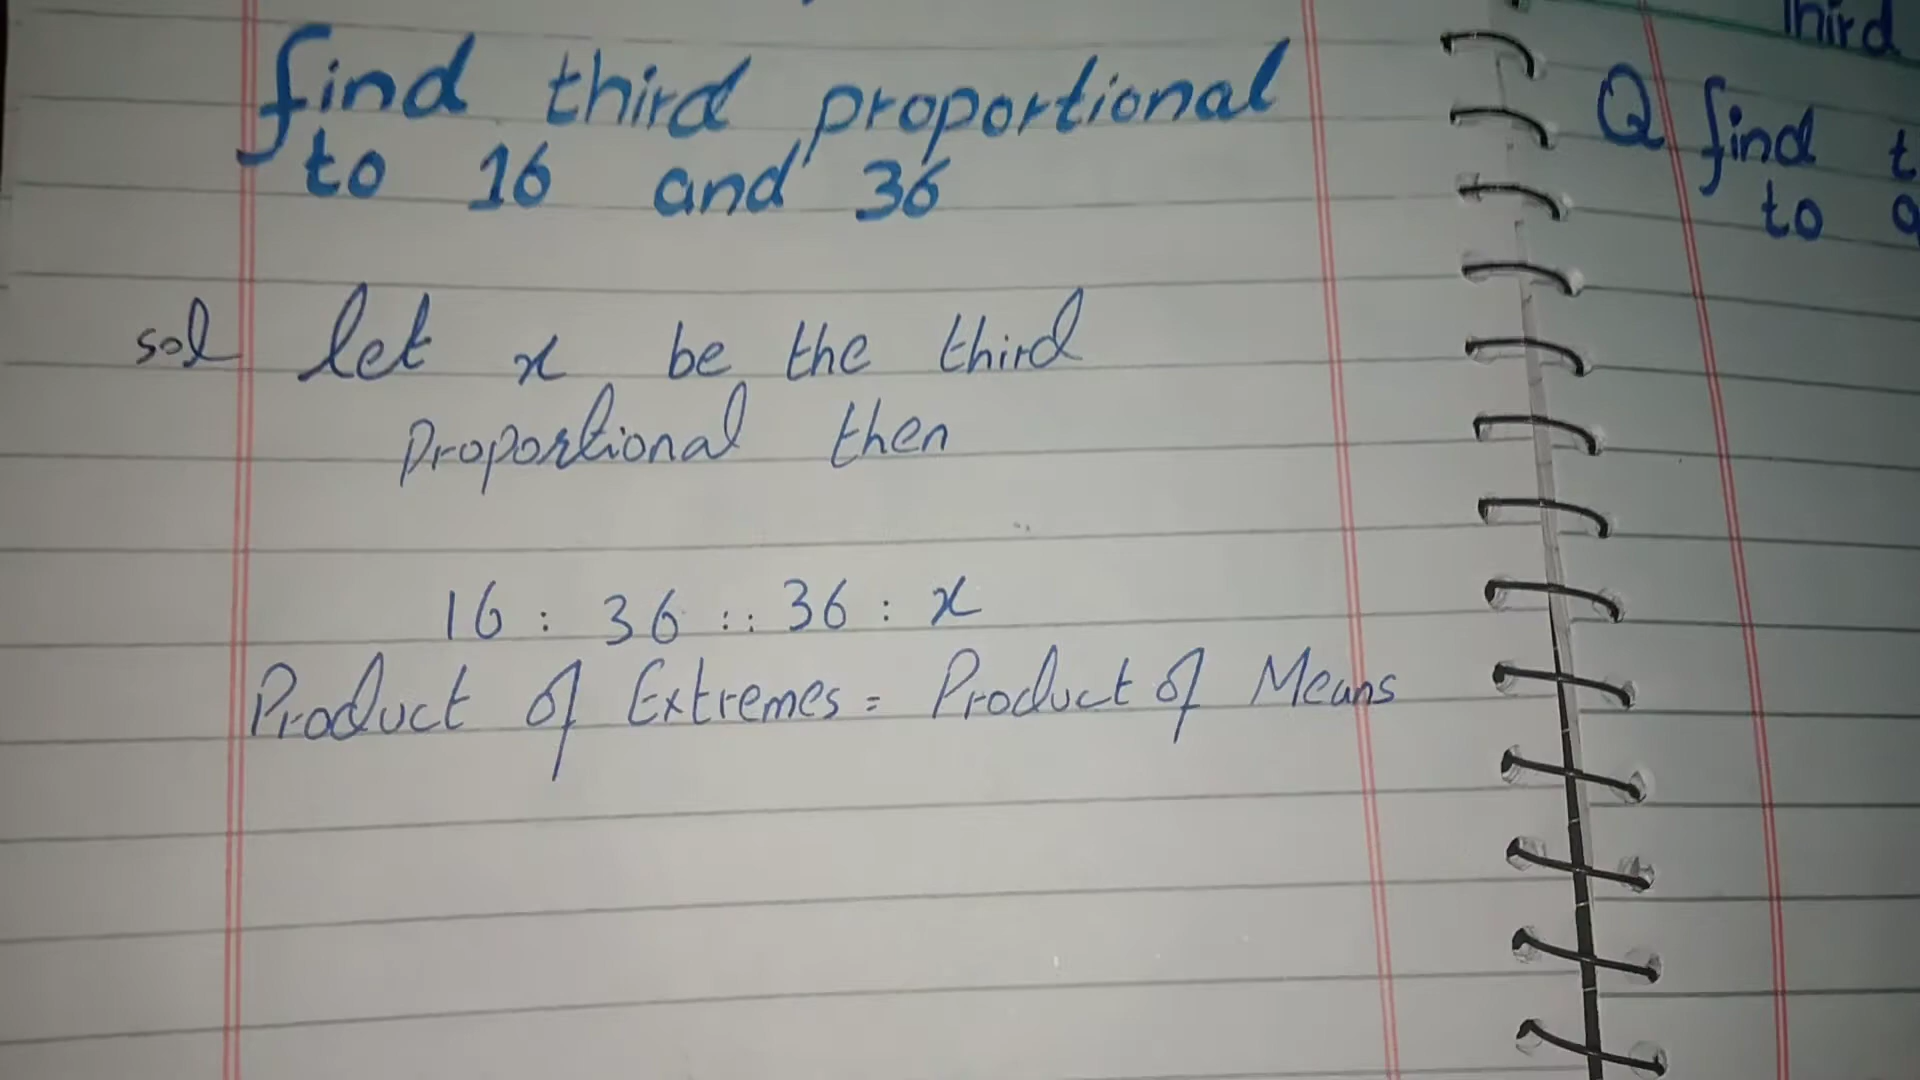 find third proportional
to 16 and 36
sol let x be the third
proportional then
16 : 36 :: 36 : x
Product of Extremes = Product of Means
Third
Q find
to